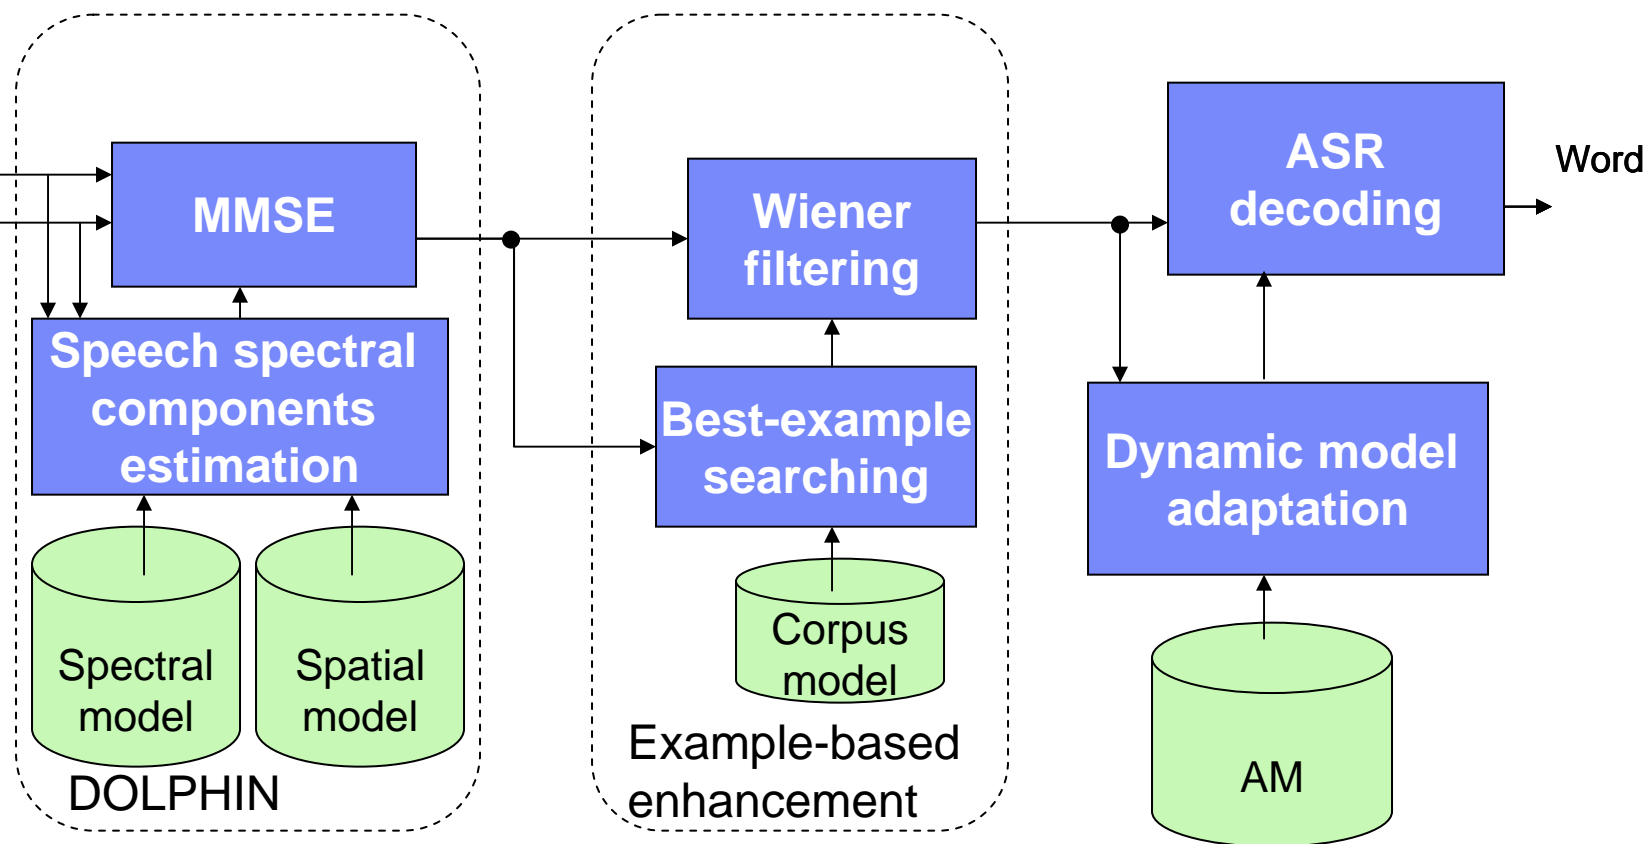 MMSE
Speech spectral
components
estimation
Spectral
model
Spatial
model
DOLPHIN
Wiener
filtering
Best-example
searching
Corpus
model
Example-based
enhancement
ASR
decoding
Word
Dynamic model
adaptation
AM